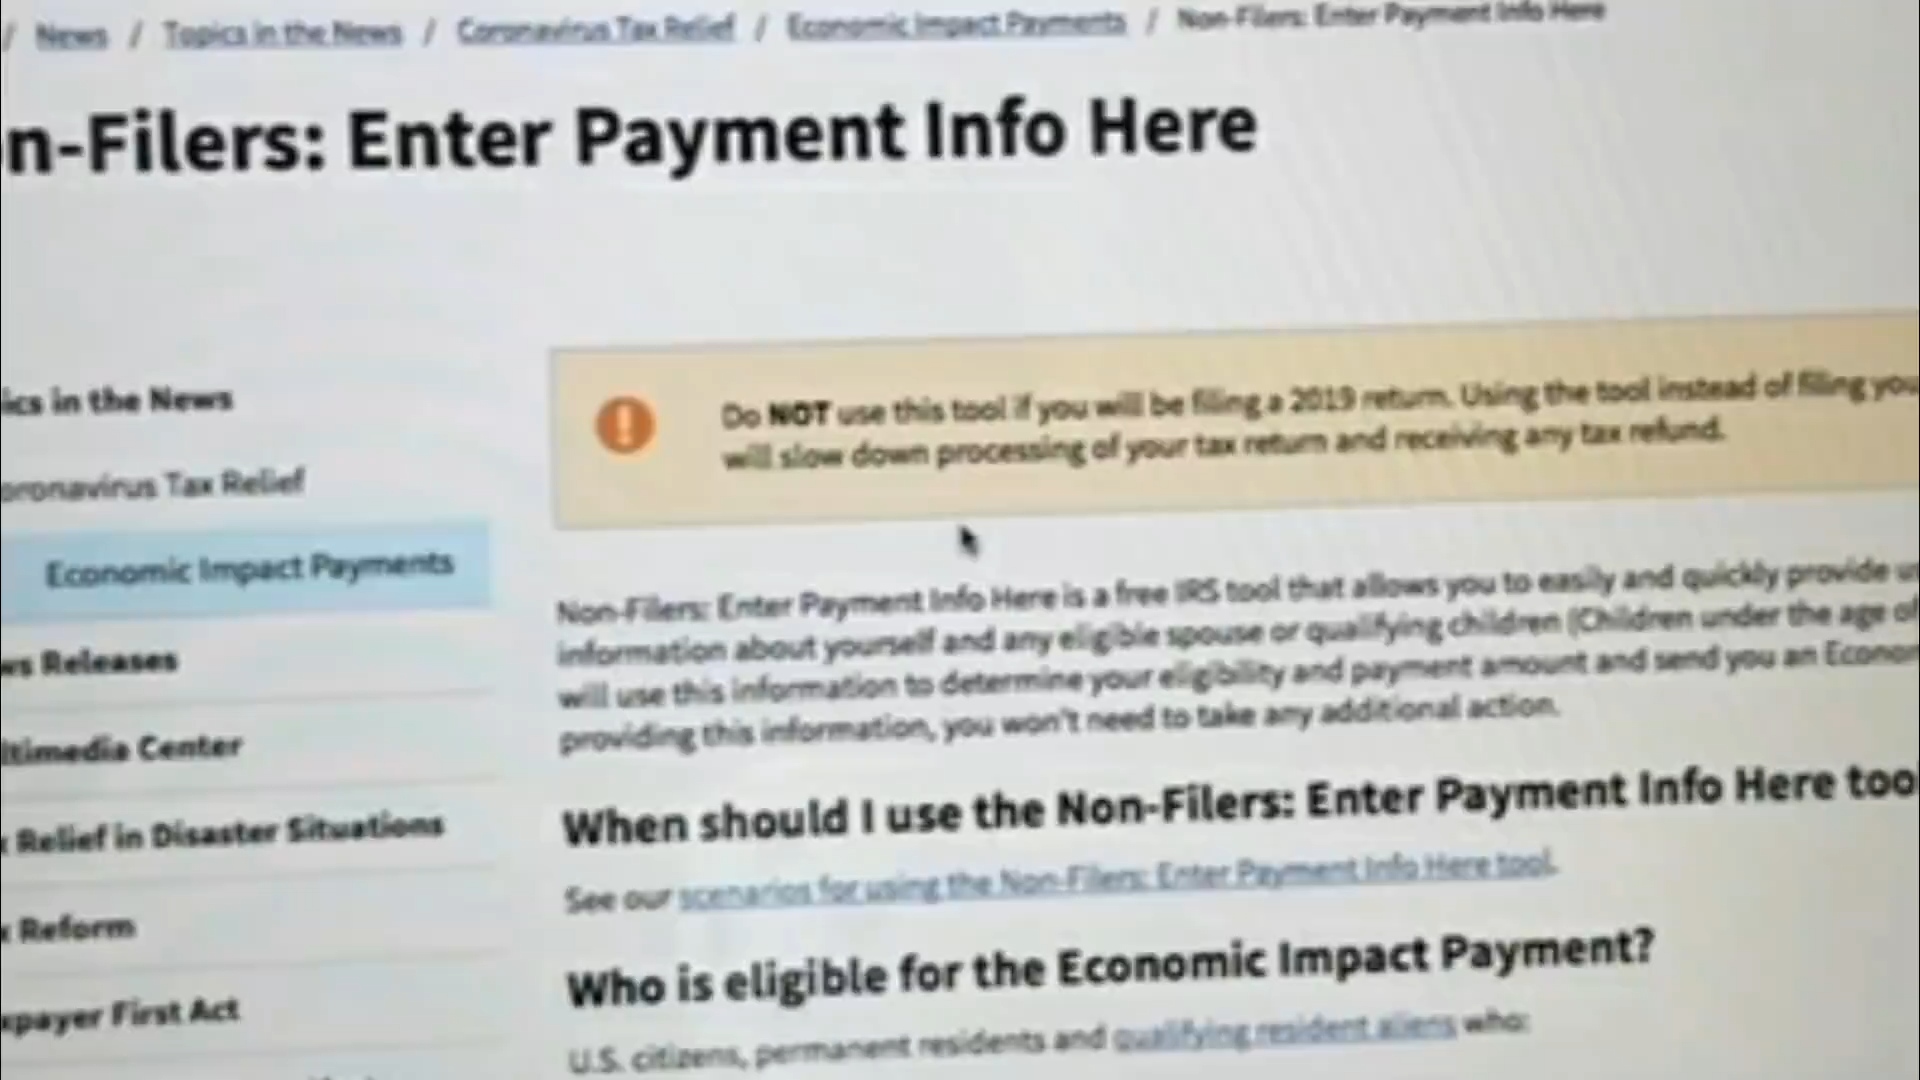 / News / Topics in the News / Coronavirus Tax Relief / Economic Impact Payments / Non-Filers: Enter Payment Info Here
n-Filers: Enter Payment Info Here
ics in the News
oronavirus Tax Relief
Economic Impact Payments
ws Releases
ltimedia Center
x Relief in Disaster Situations
x Reform
xpayer First Act
Do NOT use this tool if you will be filing a 2019 return. Using the tool instead of filing you
will slow down processing of your tax return and receiving any tax refund.
Non-Filers: Enter Payment Info Here is a free IRS tool that allows you to easily and quickly provide us
information about yourself and any eligible spouse or qualifying children (Children under the age of
will use this information to determine your eligibility and payment amount and send you an Econom
providing this information, you won't need to take any additional action.
When should I use the Non-Filers: Enter Payment Info Here tool
See our scenarios for using the Non-Filers: Enter Payment Info Here tool.
Who is eligible for the Economic Impact Payment?
U.S. citizens, permanent residents and qualifying resident aliens who: